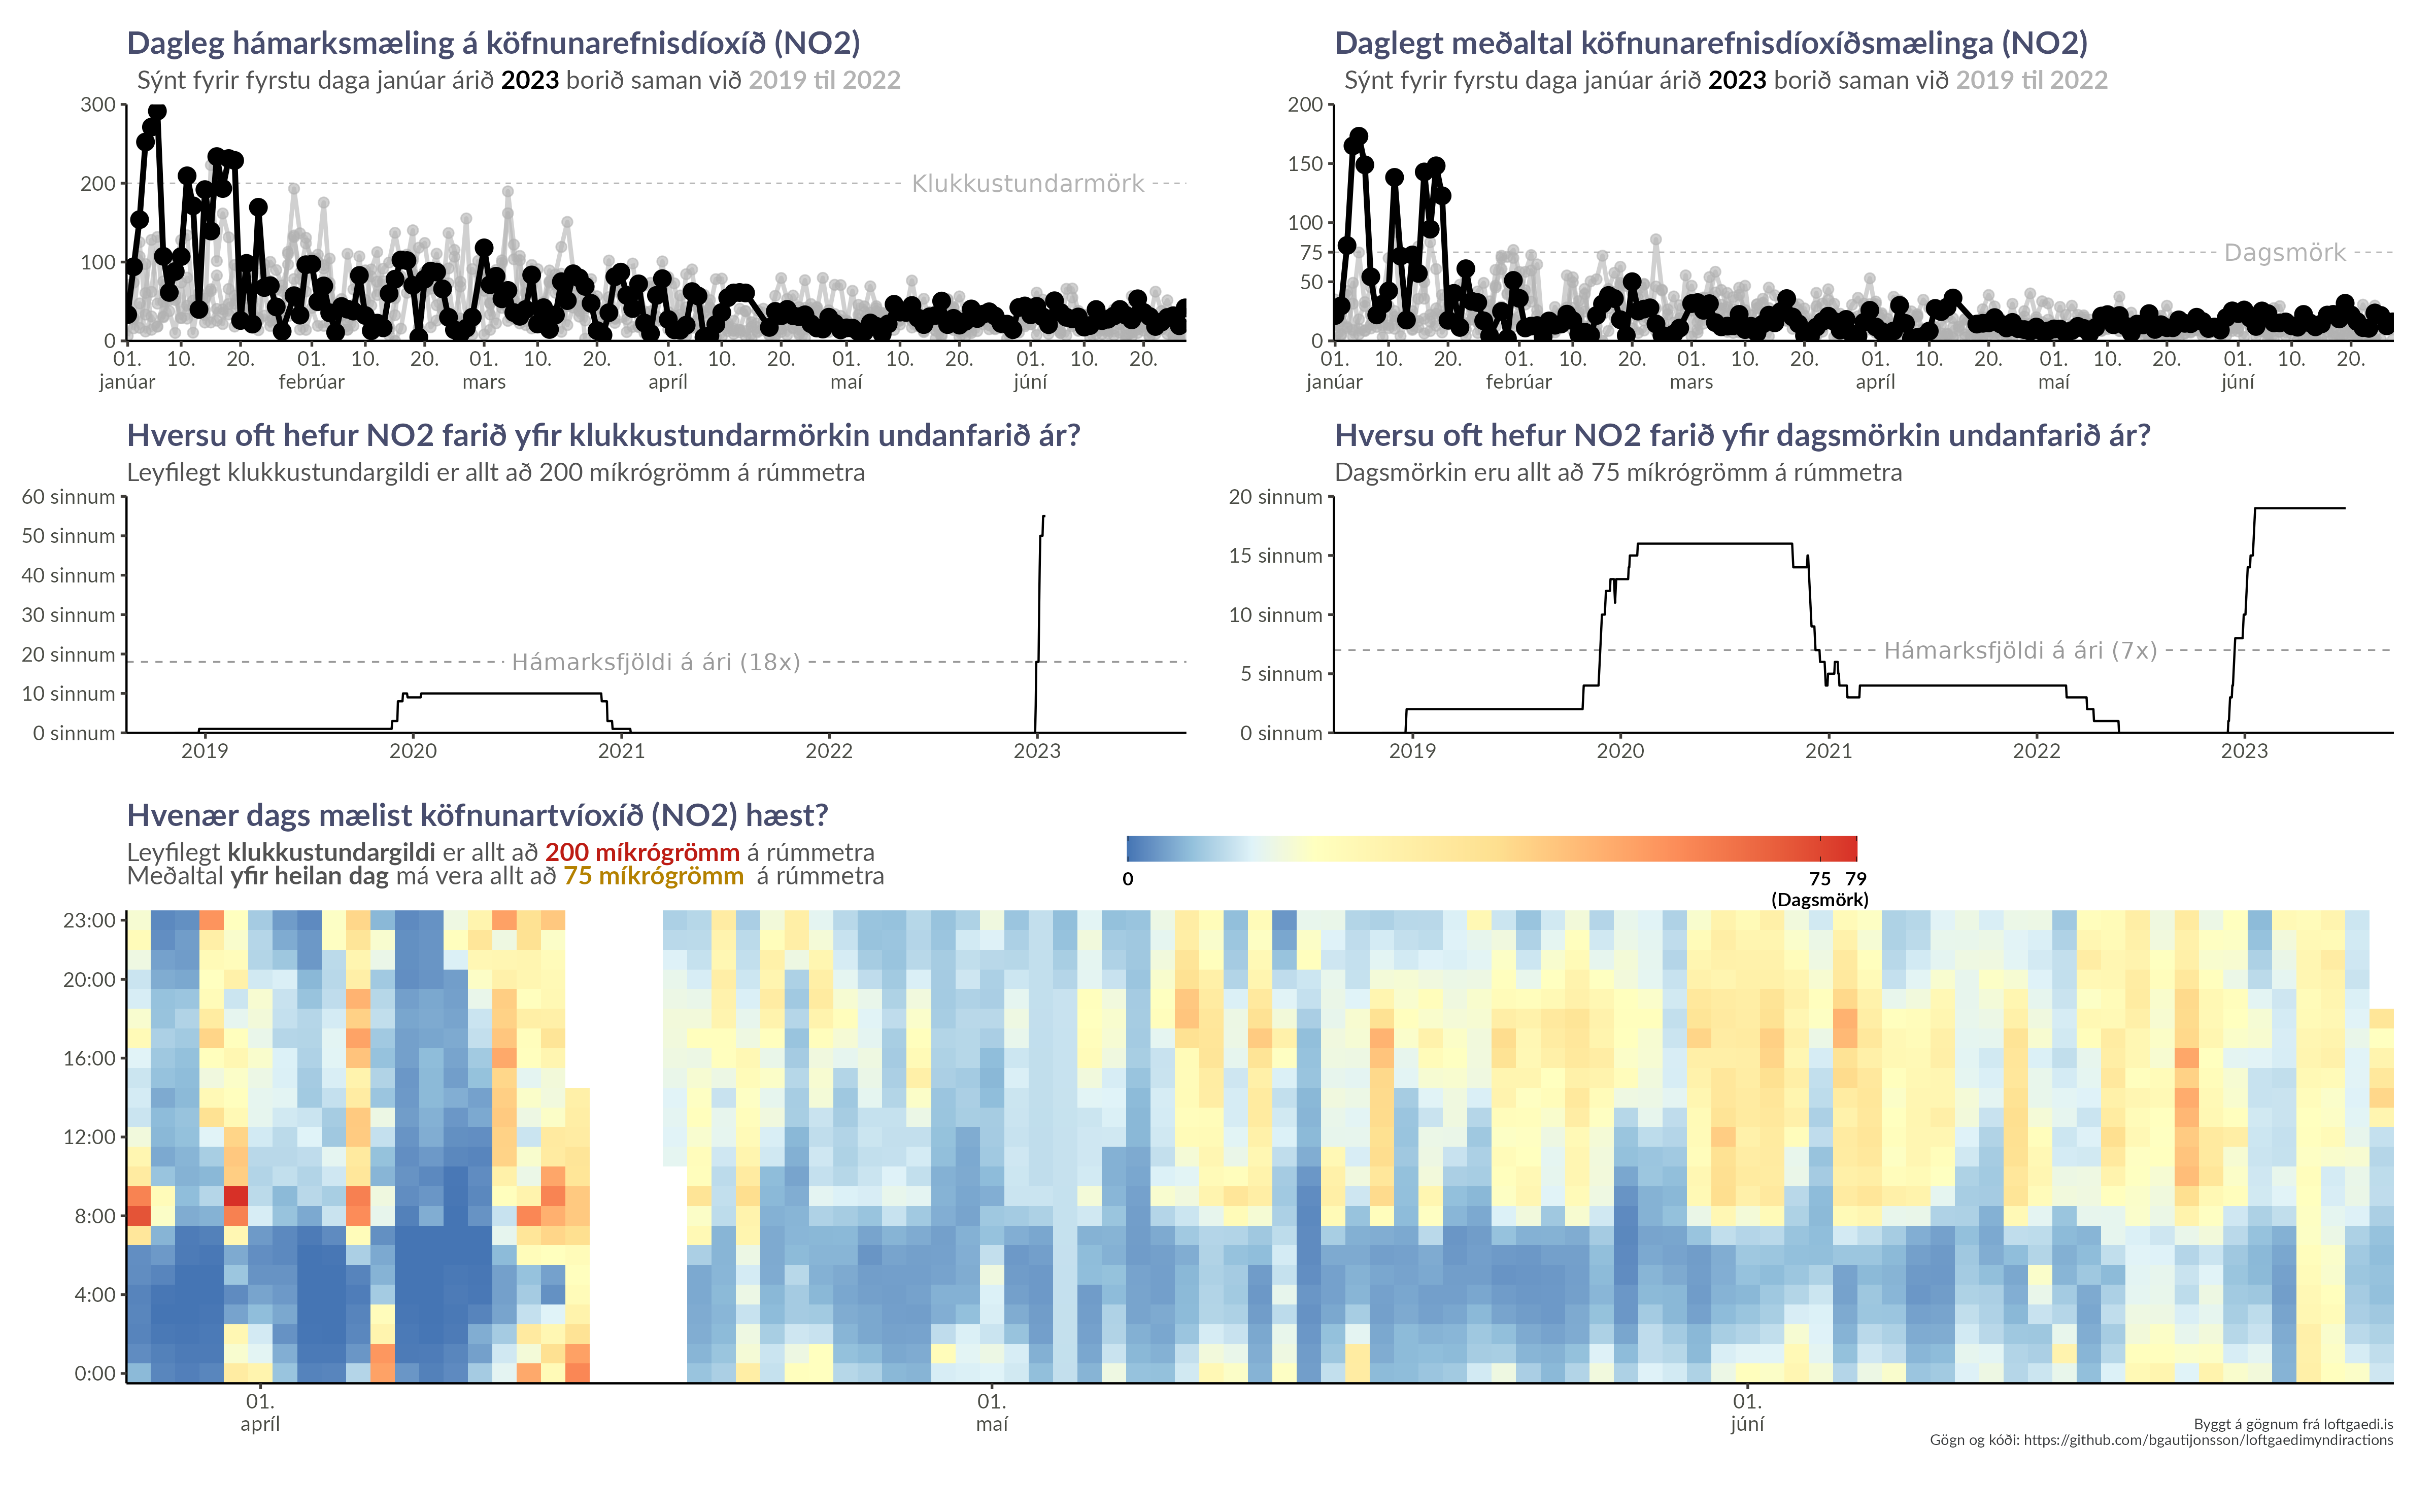 Dagleg hámarksmæling á köfnunarefnisdíoxíð (NO2)
Sýnt fyrir fyrstu daga janúar árið 2023 borið saman við 2019 til 2022
300
200
100
0
Klukkustundarmörk
01. 10. 20. 01. 10. 20. 01. 10. 20. 01. 10. 20. 01. 10. 20. 01. 10. 20.
janúar febrúar mars apríl maí júní
Daglegt meðaltal köfnunarefnisdíoxíðsmælinga (NO2)
Sýnt fyrir fyrstu daga janúar árið 2023 borið saman við 2019 til 2022
200
150
100
75
50
0
Dagsmörk
01. 10. 20. 01. 10. 20. 01. 10. 20. 01. 10. 20. 01. 10. 20. 01. 10. 20.
janúar febrúar mars apríl maí júní
Hversu oft hefur NO2 farið yfir klukkustundarmörkin undanfarið ár?
Leyfilegt klukkustundargildi er allt að 200 míkrógrömm á rúmmetra
60 sinnum
50 sinnum
40 sinnum
30 sinnum
20 sinnum
10 sinnum
0 sinnum
Hámarksfjöldi á ári (18x)
2019 2020 2021 2022 2023
Hversu oft hefur NO2 farið yfir dagsmörkin undanfarið ár?
Dagsmörkin eru allt að 75 míkrógrömm á rúmmetra
20 sinnum
15 sinnum
10 sinnum
5 sinnum
0 sinnum
Hámarksfjöldi á ári (7x)
2019 2020 2021 2022 2023
Hvenær dags mælist köfnunartvíoxíð (NO2) hæst?
Leyfilegt klukkustundargildi er allt að 200 míkrógrömm á rúmmetra
Meðaltal yfir heilan dag má vera allt að 75 míkrógrömm á rúmmetra
0 75 79
(Dagsmörk)
23:00
20:00
16:00
12:00
8:00
4:00
0:00
01. 01. 01.
apríl maí júní
Byggt á gögnum frá loftgaedi.is
Gögn og kóði: https://github.com/bgautijonsson/loftgaedimyndiractions